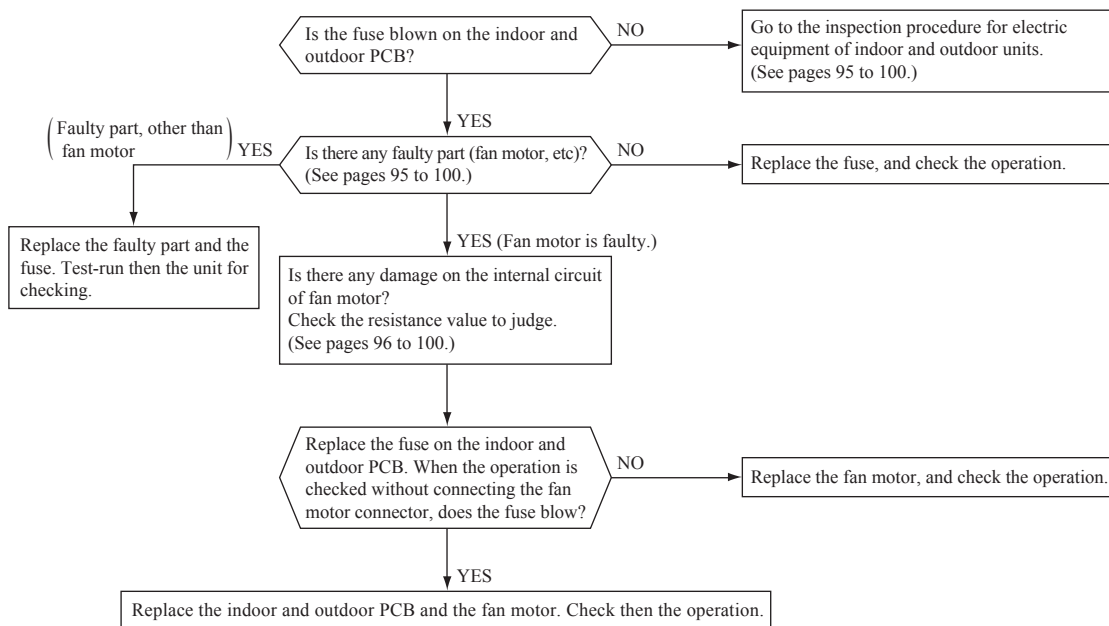 Is the fuse blown on the indoor and
outdoor PCB?
NO
Go to the inspection procedure for electric
equipment of indoor and outdoor units.
(See pages 95 to 100.)
YES
(Faulty part, other than
fan motor)
YES
Is there any faulty part (fan motor, etc)?
(See pages 95 to 100.)
NO
Replace the fuse, and check the operation.
Replace the faulty part and the
fuse. Test-run then the unit for
checking.
YES (Fan motor is faulty.)
Is there any damage on the internal circuit
of fan motor?
Check the resistance value to judge.
(See pages 96 to 100.)
Replace the fuse on the indoor and
outdoor PCB. When the operation is
checked without connecting the fan
motor connector, does the fuse blow?
NO
Replace the fan motor, and check the operation.
YES
Replace the indoor and outdoor PCB and the fan motor. Check then the operation.